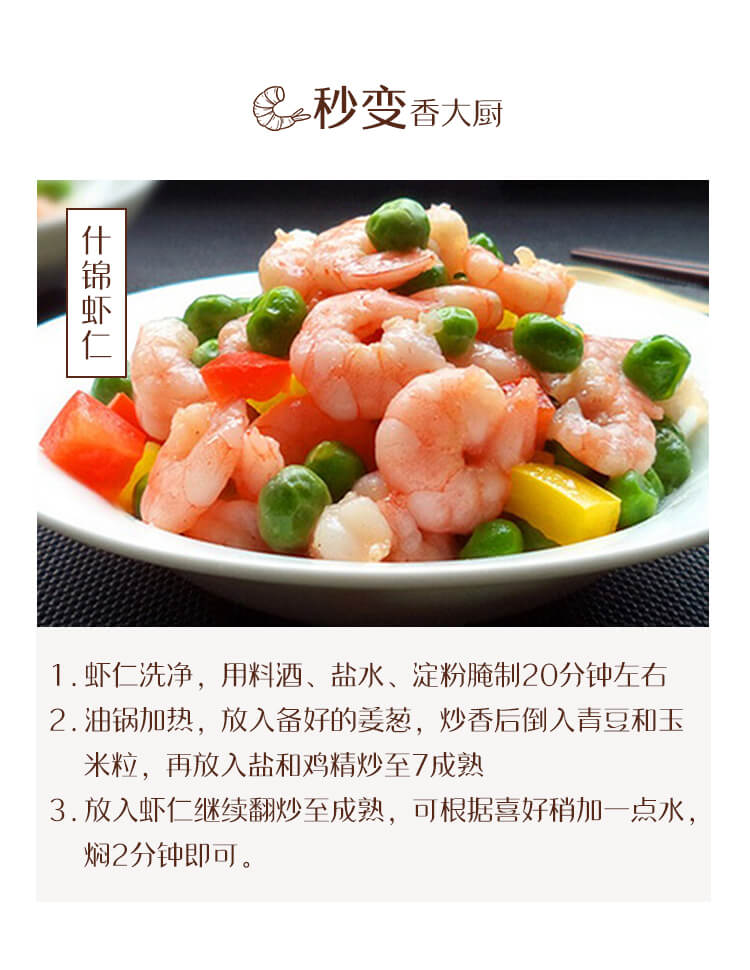 秒变香大厨
什锦虾仁
1. 虾仁洗净，用料酒、盐水、淀粉腌制20分钟左右
2. 油锅加热，放入备好的姜葱，炒香后倒入青豆和玉
米粒，再放入盐和鸡精炒至7成熟
3. 放入虾仁继续翻炒至成熟，可根据喜好稍加一点水，
焖2分钟即可。